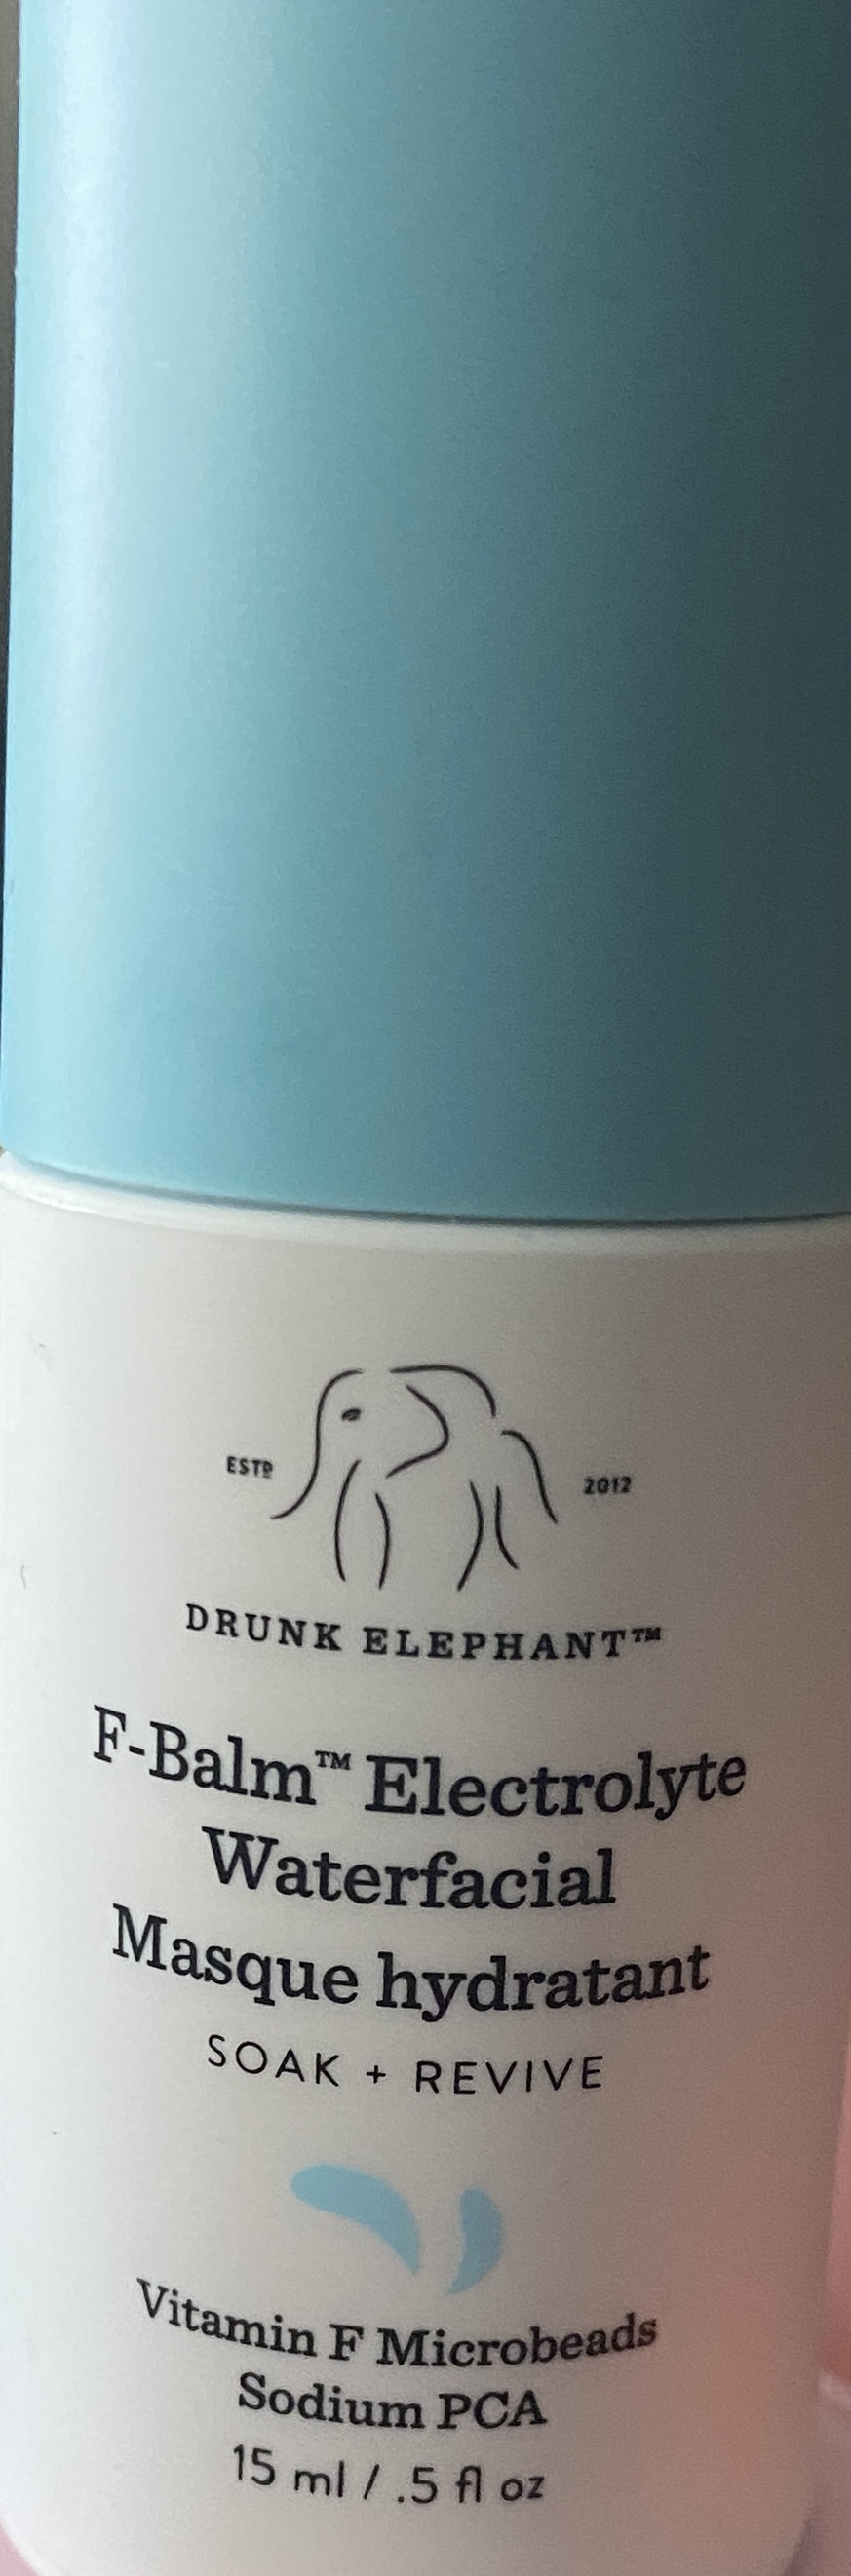 ESTD
2012
DRUNK ELEPHANT™
F-Balm™ Electrolyte
Waterfacial
Masque hydratant
SOAK + REVIVE
Vitamin F Microbeads
Sodium PCA
15 ml / .5 fl oz